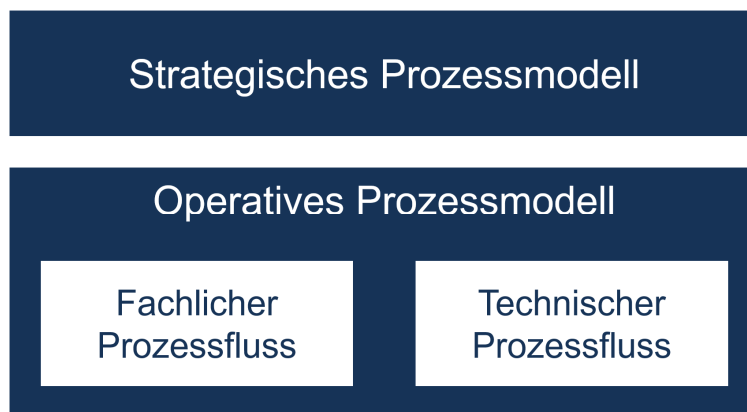 Strategisches Prozessmodell
Operatives Prozessmodell
Fachlicher
Prozessfluss
Technischer
Prozessfluss